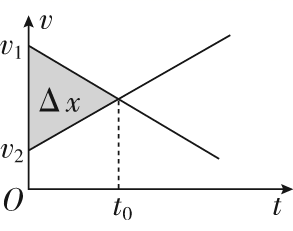 v
v₁
Δx
v₂
O
t₀
t